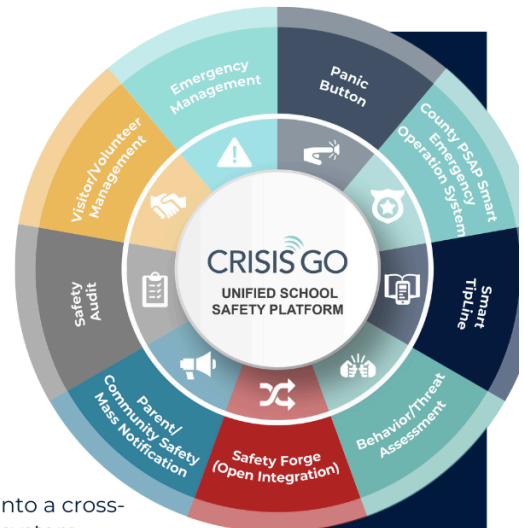 Emergency
Management
Panic
Button
County PSAP Smart
Emergency
Operation System
Smart
TipLine
Behavior/Threat
Assessment
Safety Forge
(Open Integration)
Parent/
Community Safety
Mass Notification
Safety
Audit
Visitor/Volunteer
Management
CRISIS GO
UNIFIED SCHOOL
SAFETY PLATFORM
nto a cross-